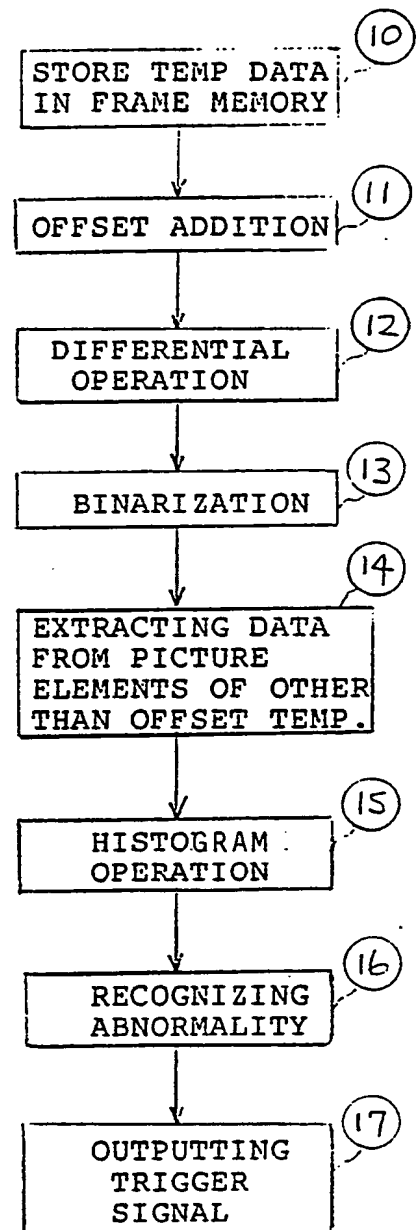 10
STORE TEMP DATA
IN FRAME MEMORY
11
OFFSET ADDITION
12
DIFFERENTIAL
OPERATION
13
BINARIZATION
14
EXTRACTING DATA
FROM PICTURE
ELEMENTS OF OTHER
THAN OFFSET TEMP.
15
HISTOGRAM
OPERATION
16
RECOGNIZING
ABNORMALITY
17
OUTPUTTING
TRIGGER
SIGNAL